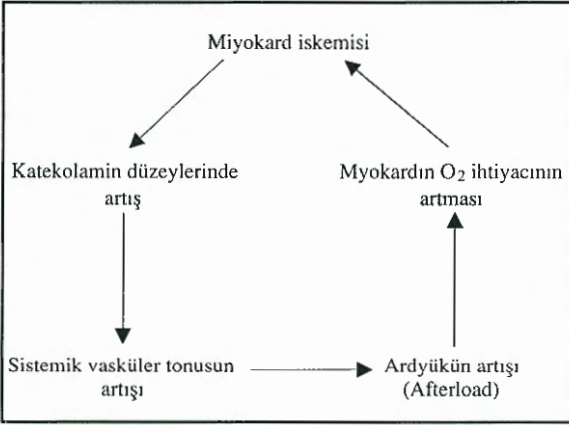 Miyokard iskemisi
Katekolamin düzeylerinde
artış
Myokardın O2 ihtiyacının
artması
Sistemik vasküler tonusun
artışı
Ardyükün artışı
(Afterload)